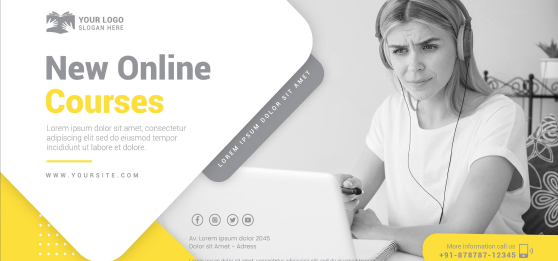 YOUR LOGO
SLOGAN HERE
New Online
Courses
Lorem ipsum dolor sit amet, consectetur
adipiscing elit sed do eiusmod tempor
incididunt ut labore et dolore.
WWW.YOURSITE.COM
LOREM IPSUM DOLOR SIT AMET
Av. Lorem ipsum dolor 2045
Dolor sit Amet - Adress
More information call us
+91-878787-12345